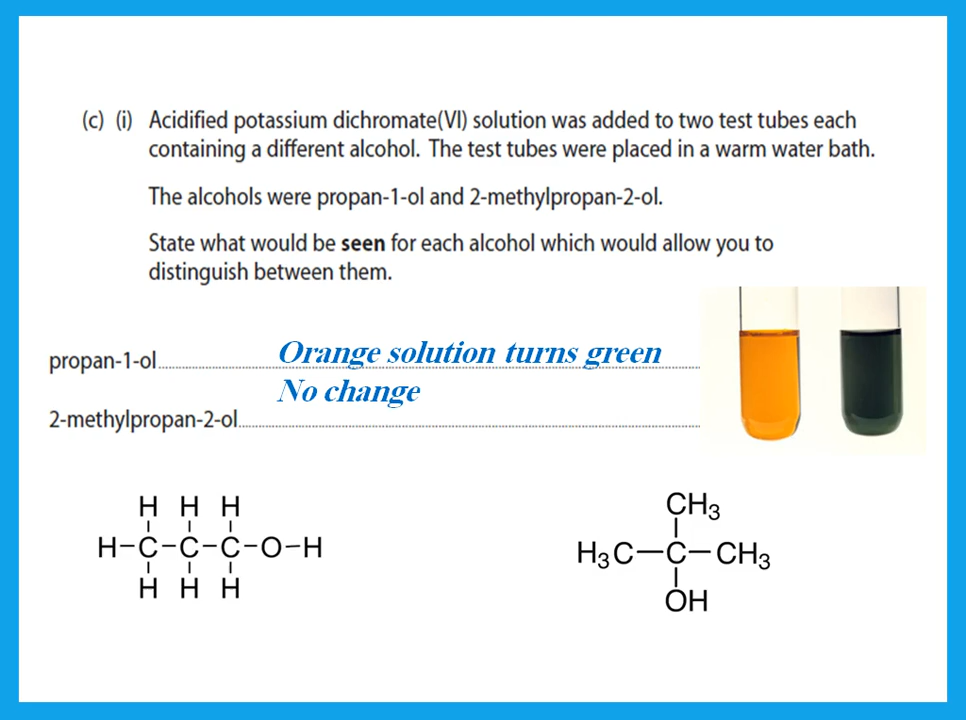 (c) (i) Acidified potassium dichromate(VI) solution was added to two test tubes each
containing a different alcohol. The test tubes were placed in a warm water bath.
The alcohols were propan-1-ol and 2-methylpropan-2-ol.
State what would be seen for each alcohol which would allow you to
distinguish between them.
propan-1-ol Orange solution turns green
No change
2-methylpropan-2-ol
H H H
H-C-C-C-O-H
H H H
CH3
H3C-C-CH3
OH